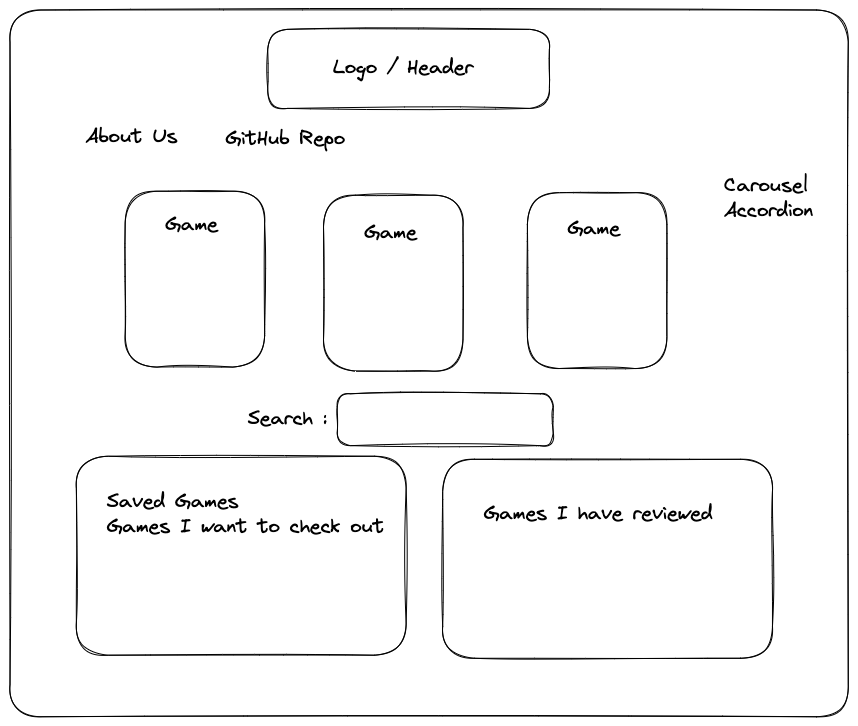 Logo / Header
About Us
GitHub Repo
Carousel
Accordion
Game
Game
Game
Search :
Saved Games
Games I want to check out
Games I have reviewed